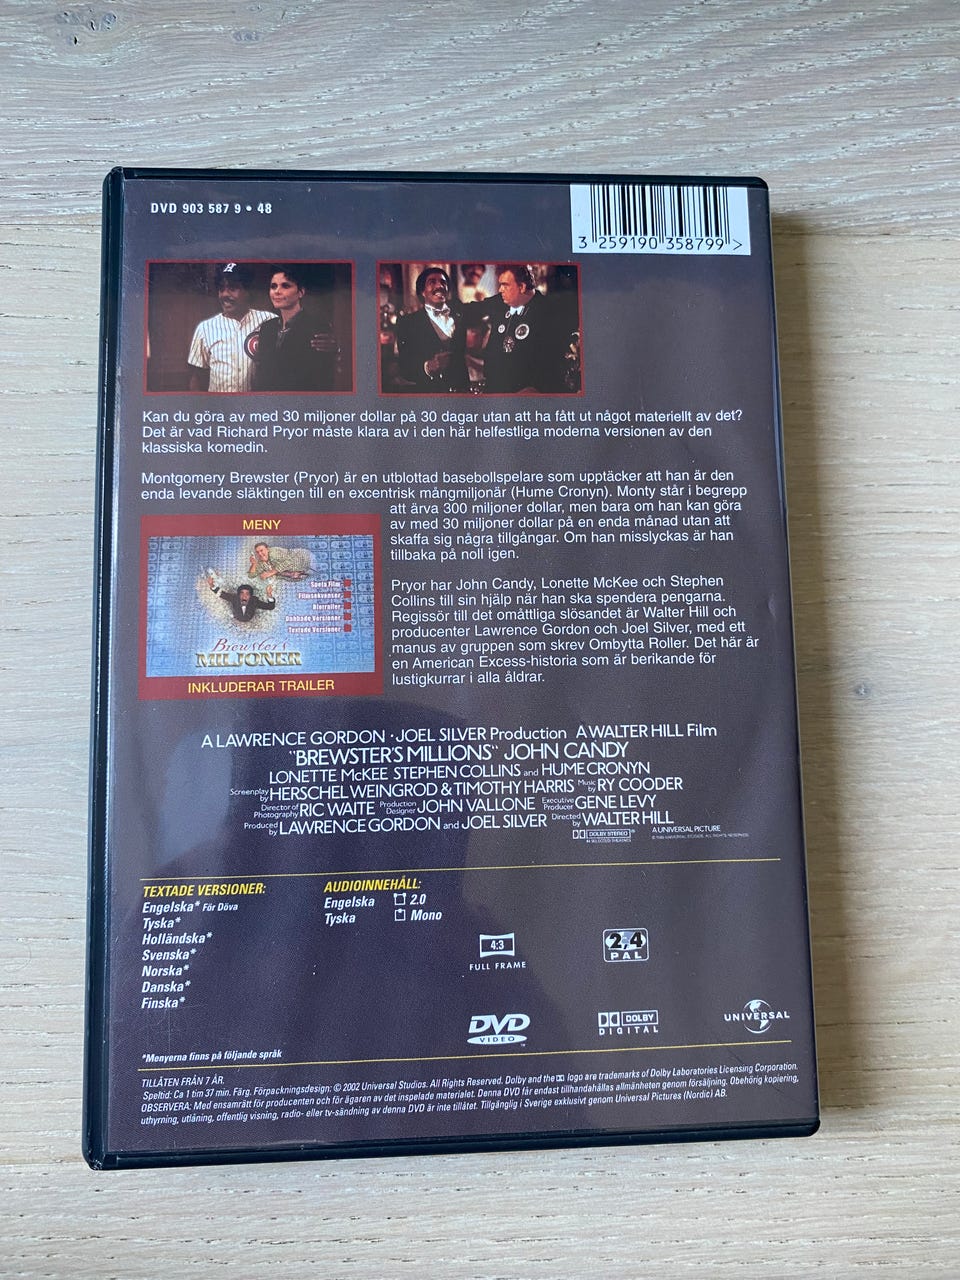 DVD 903 587 9 • 48
3 259190 358799 >
Kan du göra av med 30 miljoner dollar på 30 dagar utan att ha fått ut något materiellt av det?
Det är vad Richard Pryor måste klara av i den här helfestliga moderna versionen av den
klassiska komedin.
Montgomery Brewster (Pryor) är en utblottad basebollspelare som upptäcker att han är den
enda levande släktingen till en excentrisk mångmiljonär (Hume Cronyn). Monty står i begrepp
att ärva 300 miljoner dollar, men bara om han kan göra
av med 30 miljoner dollar på en enda månad utan att
skaffa sig några tillgångar. Om han misslyckas är han
tillbaka på noll igen.
MENY
Spela Film
Filmsekvenser
Biotrailer
Dubbade Versioner
Textade Versioner
Brewster's
MILJONER
INKLUDERAR TRAILER
Pryor har John Candy, Lonette McKee och Stephen
Collins till sin hjälp när han ska spendera pengarna.
Regissör till det omåttliga slösandet är Walter Hill och
producenter Lawrence Gordon och Joel Silver, med ett
manus av gruppen som skrev Ombytta Roller. Det här är
en American Excess-historia som är berikande för
lustigkurrar i alla åldrar.
A LAWRENCE GORDON · JOEL SILVER Production A WALTER HILL Film
"BREWSTER'S MILLIONS" JOHN CANDY
LONETTE McKEE STEPHEN COLLINS and HUME CRONYN
Screenplay by HERSCHEL WEINGROD & TIMOTHY HARRIS Music by RY COODER
Director of Photography RIC WAITE Production Designer JOHN VALLONE Executive Producer GENE LEVY
Produced by LAWRENCE GORDON and JOEL SILVER Directed by WALTER HILL
DOLBY STEREO IN SELECTED THEATRES A UNIVERSAL PICTURE
TEXTADE VERSIONER:
Engelska* För Döva
Tyska*
Holländska*
Svenska*
Norska*
Danska*
Finska*
AUDIOINNEHÅLL:
Engelska 2.0
Tyska Mono
4:3
FULL FRAME
2,4
PAL
DVD
VIDEO
DOLBY
DIGITAL
UNIVERSAL
*Menyerna finns på följande språk
TILLÅTEN FRÅN 7 ÅR.
Speltid: Ca 1 tim 37 min. Färg. Förpackningsdesign: © 2002 Universal Studios. All Rights Reserved. Dolby and the logo are trademarks of Dolby Laboratories Licensing Corporation.
OBSERVERA: Med ensamrätt för producenten och för ägaren av det inspelade materialet. Denna DVD får endast tillhandahållas allmänheten genom försäljning. Obehörig kopiering,
uthyrning, utlåning, offentlig visning, radio- eller tv-sändning av denna DVD är inte tillåtet. Tillgänglig i Sverige exklusivt genom Universal Pictures (Nordic) AB.